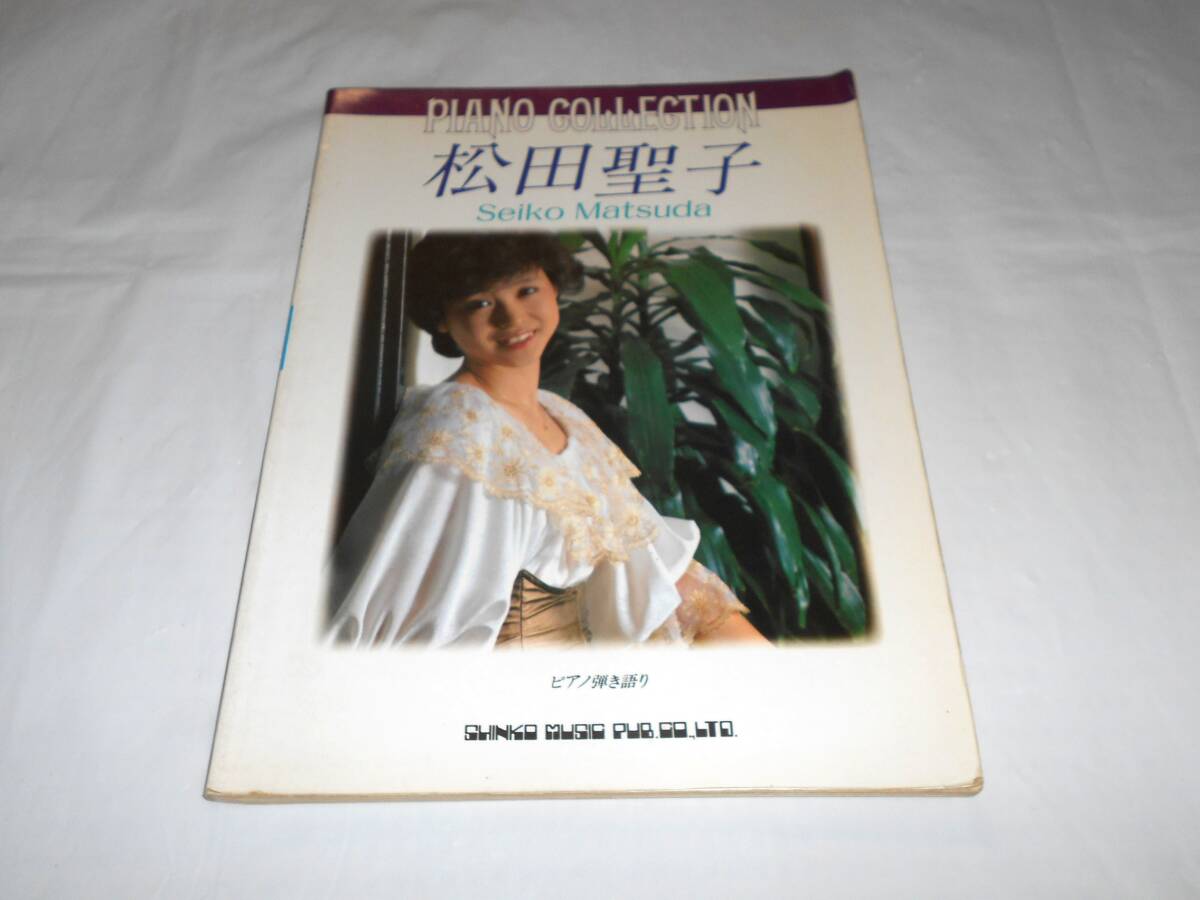 PIANO COLLECTION
松田聖子
Seiko Matsuda
ピアノ弾き語り
SHINKO MUSIC PUB.CO.,LTD.